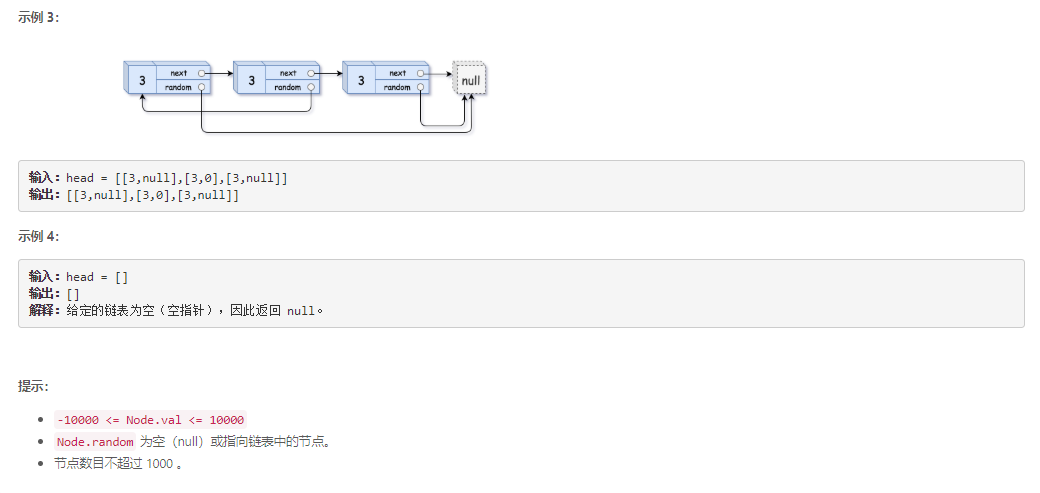 示例 3：
3 next random 3 next random 3 next random null
输入：head = [[3,null],[3,0],[3,null]]
输出：[[3,null],[3,0],[3,null]]
示例 4：
输入：head = []
输出：[]
解释：给定的链表为空（空指针），因此返回 null。
提示：
-10000 <= Node.val <= 10000
Node.random 为空（null）或指向链表中的节点。
节点数目不超过 1000 。